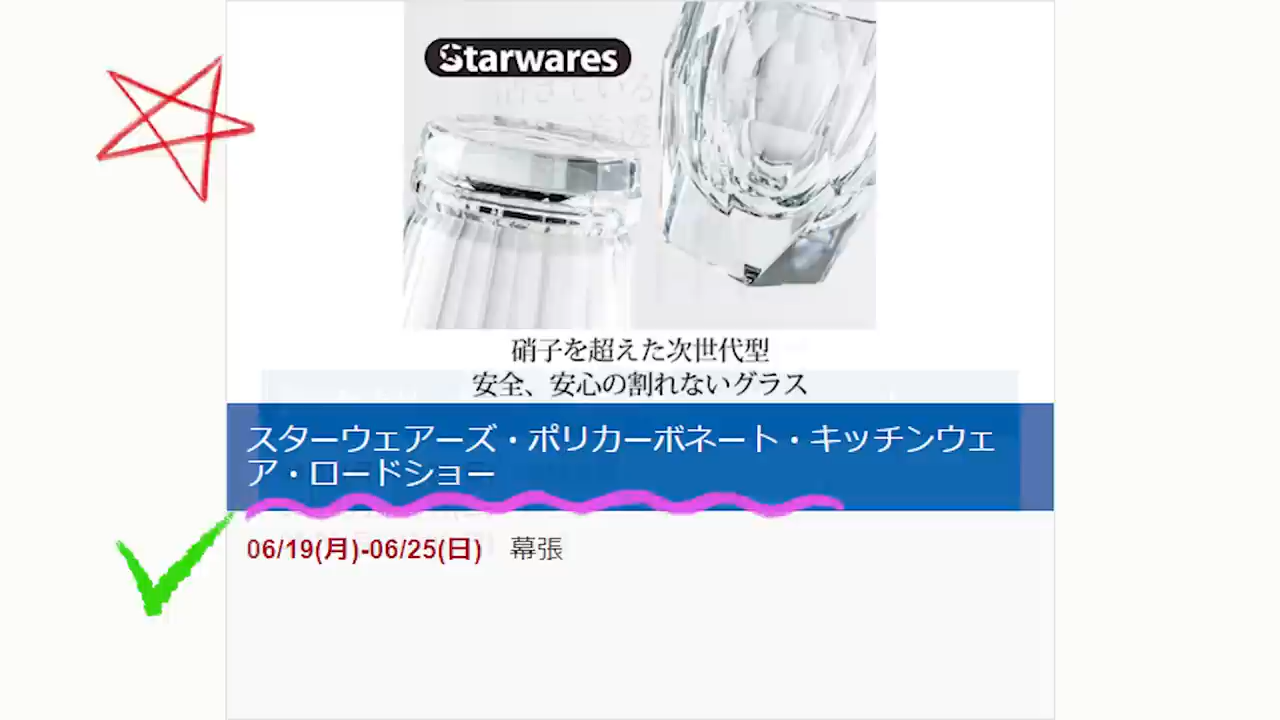 Starwares
硝子を超えた次世代型
安全、安心の割れないグラス
スターウェアーズ・ポリカーボネート・キッチンウェ
ア・ロードショー
06/19(月)-06/25(日) 幕張